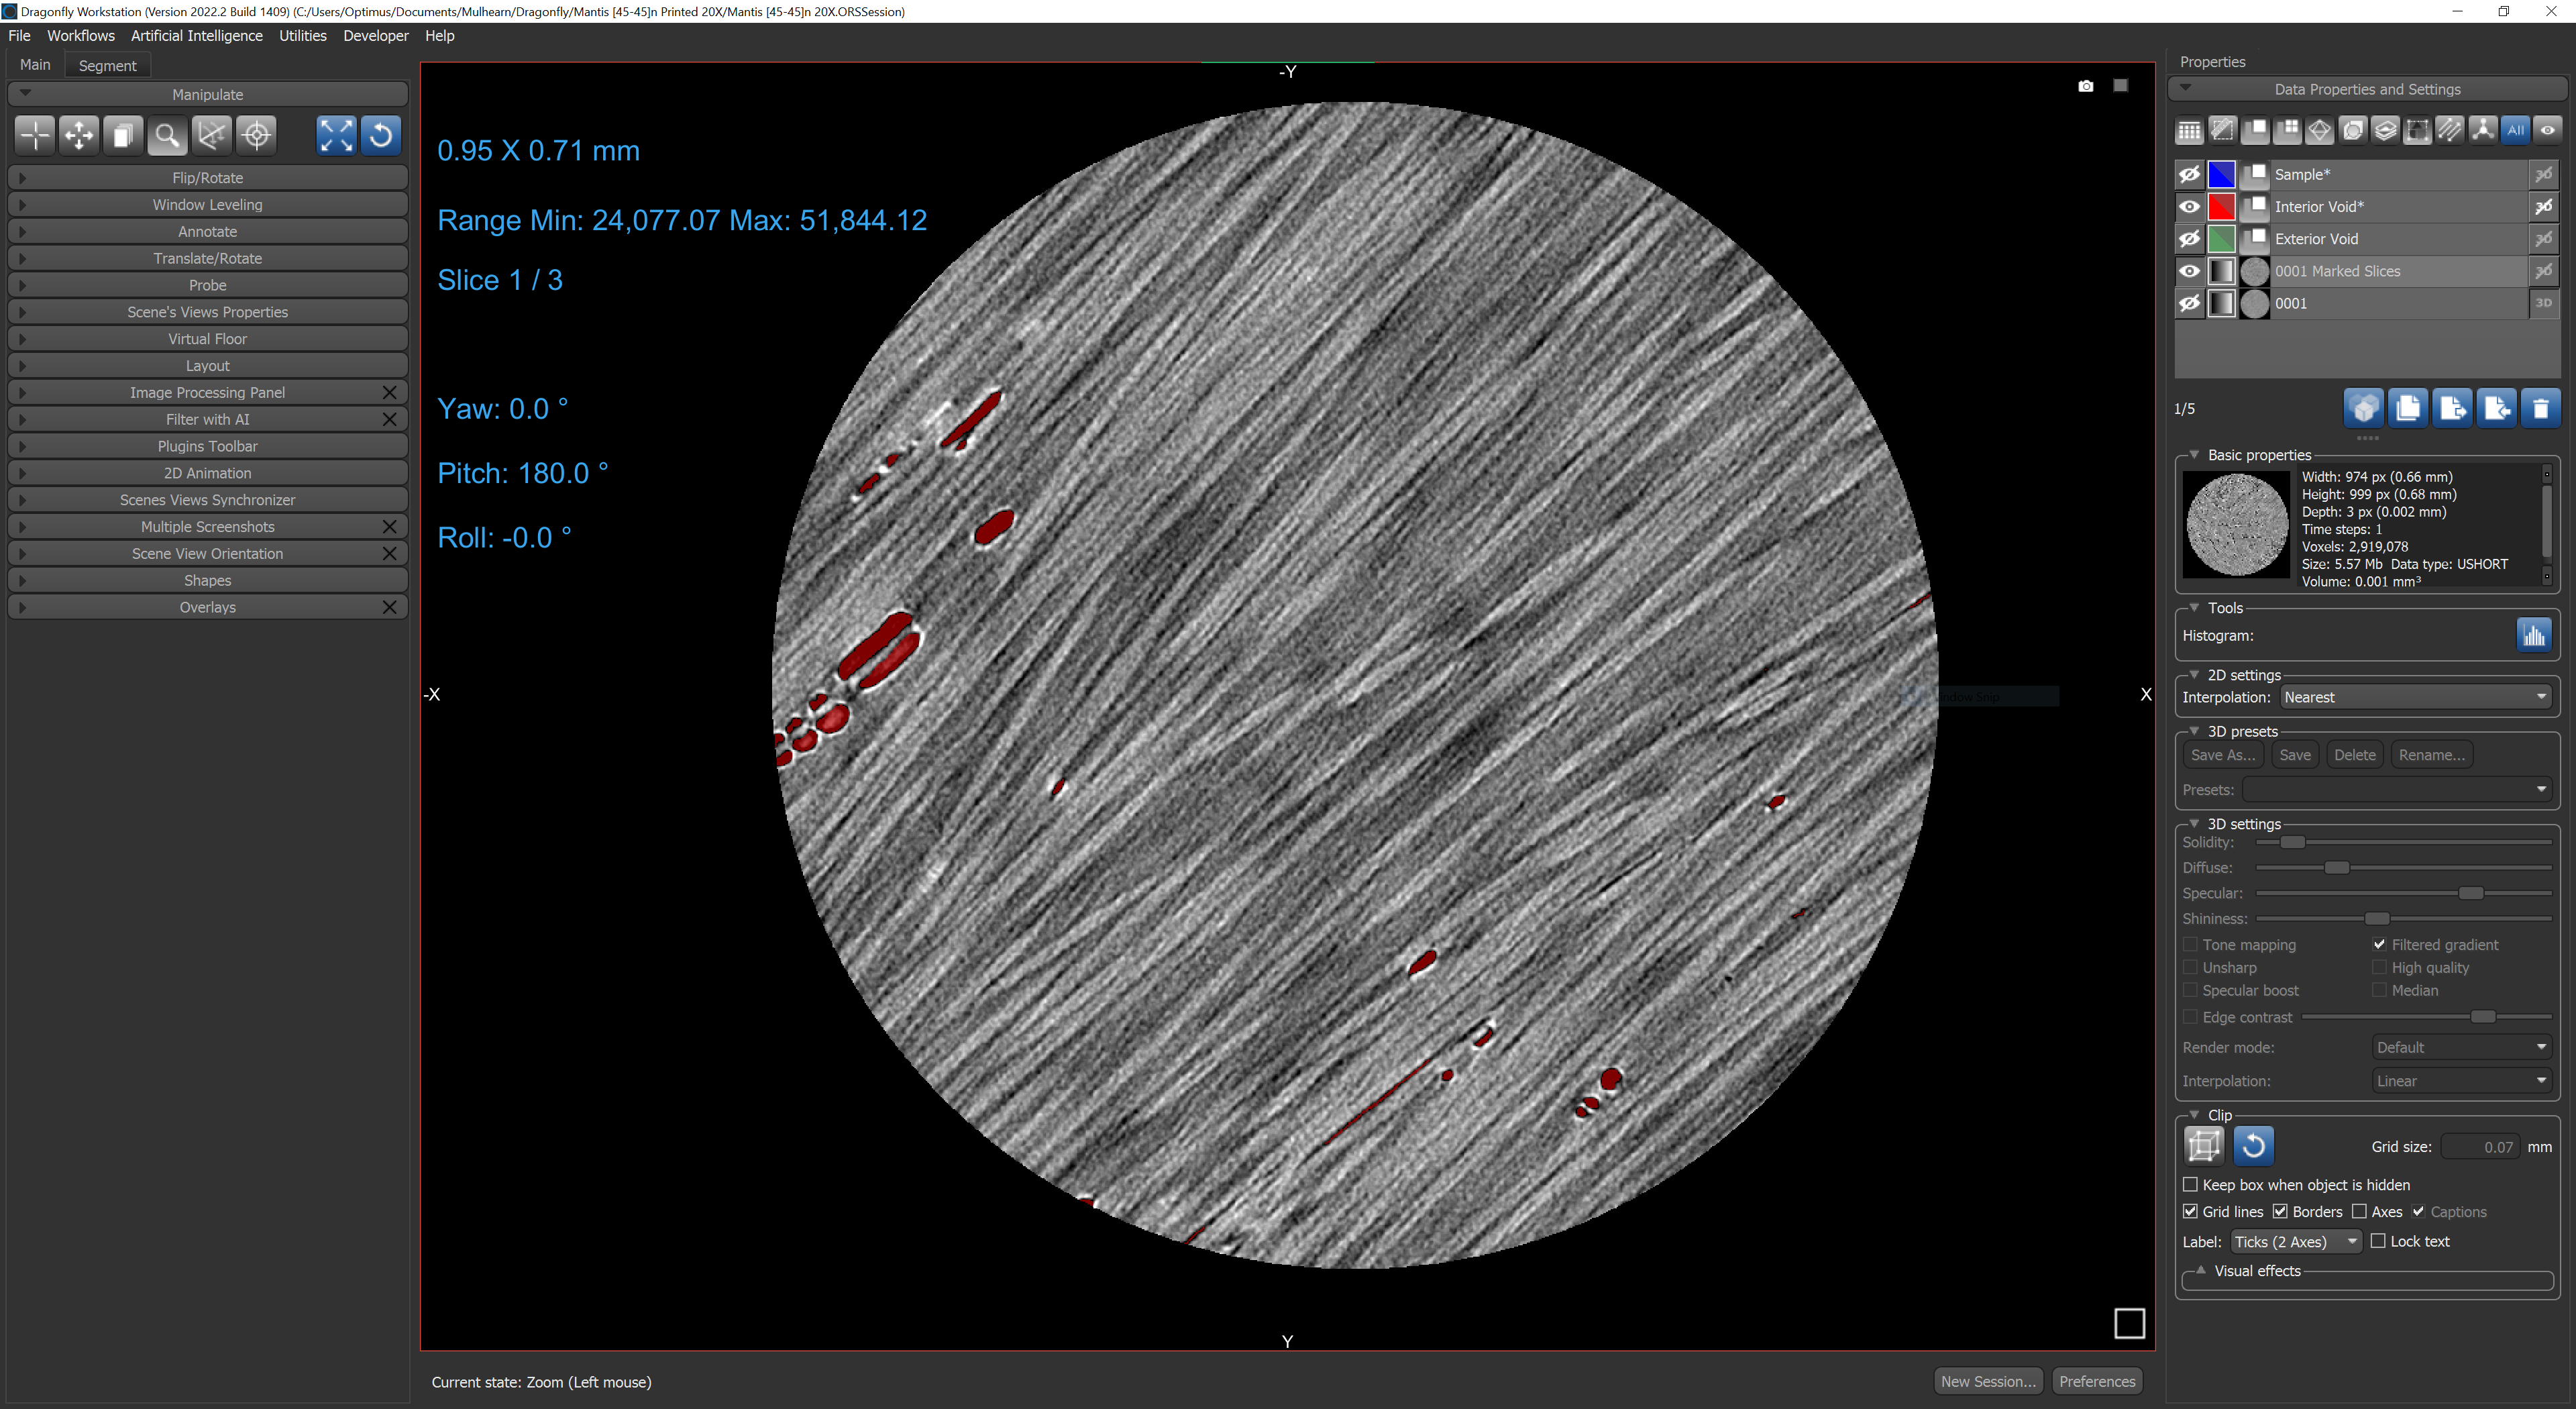 Dragonfly Workstation (Version 2022.2 Build 1409) (C:/Users/Optimus/Documents/Mulhearn/Dragonfly/Mantis [45-45]n Printed 20X/Mantis [45-45]n 20X.ORSSession)
File Workflows Artificial Intelligence Utilities Developer Help
Main Segment
Manipulate
Flip/Rotate
Window Leveling
Annotate
Translate/Rotate
Probe
Scene's Views Properties
Virtual Floor
Layout
Image Processing Panel
Filter with AI
Plugins Toolbar
2D Animation
Scenes Views Synchronizer
Multiple Screenshots
Scene View Orientation
Shapes
Overlays
-Y
0.95 X 0.71 mm
Range Min: 24,077.07 Max: 51,844.12
Slice 1 / 3
Yaw: 0.0 °
Pitch: 180.0 °
Roll: -0.0 °
-X
X
Y
Snip
Current state: Zoom (Left mouse)
New Session... Preferences
Properties
Data Properties and Settings
All
Sample* 3D
Interior Void* 3D
Exterior Void 3D
0001 Marked Slices 3D
0001 3D
1/5
Basic properties
Width: 974 px (0.66 mm)
Height: 999 px (0.68 mm)
Depth: 3 px (0.002 mm)
Time steps: 1
Voxels: 2,919,078
Size: 5.57 Mb Data type: USHORT
Volume: 0.001 mm³
Tools
Histogram:
2D settings
Interpolation: Nearest
3D presets
Save As... Save Delete Rename...
Presets:
3D settings
Solidity:
Diffuse:
Specular:
Shininess:
Tone mapping Filtered gradient
Unsharp High quality
Specular boost Median
Edge contrast
Render mode: Default
Interpolation: Linear
Clip
Grid size: 0.07 mm
Keep box when object is hidden
Grid lines Borders Axes Captions
Label: Ticks (2 Axes) Lock text
Visual effects